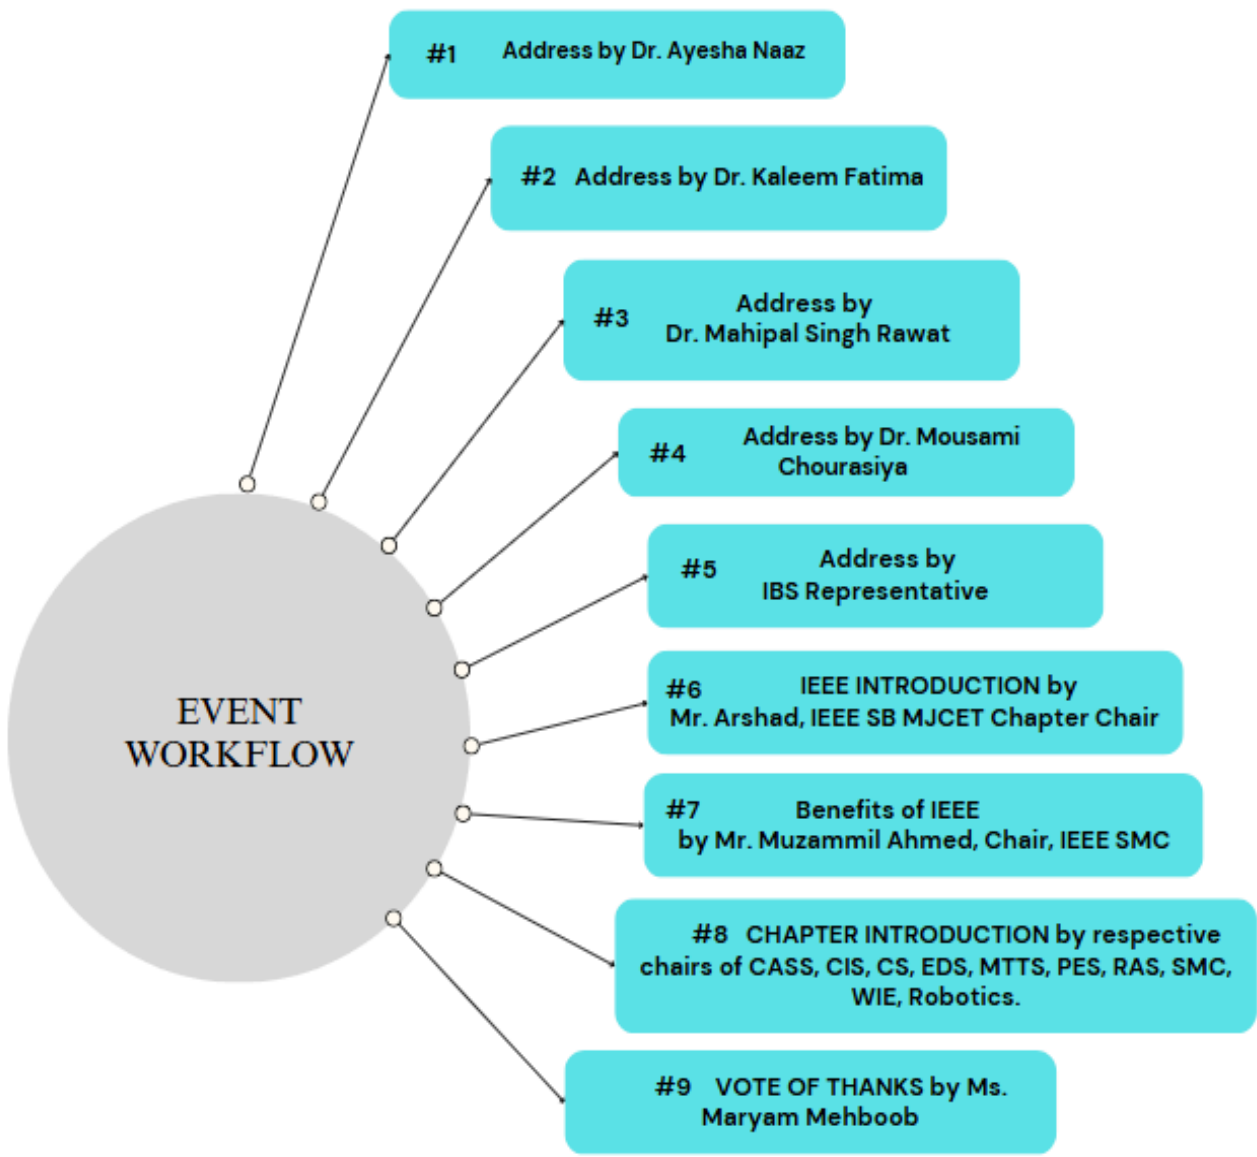 #1 Address by Dr. Ayesha Naaz
#2 Address by Dr. Kaleem Fatima
#3 Address by
Dr. Mahipal Singh Rawat
#4 Address by Dr. Mousami
Chourasiya
#5 Address by
IBS Representative
#6 IEEE INTRODUCTION by
Mr. Arshad, IEEE SB MJCET Chapter Chair
EVENT
WORKFLOW
#7 Benefits of IEEE
by Mr. Muzammil Ahmed, Chair, IEEE SMC
#8 CHAPTER INTRODUCTION by respective
chairs of CASS, CIS, CS, EDS, MTTS, PES, RAS, SMC,
WIE, Robotics.
#9 VOTE OF THANKS by Ms.
Maryam Mehboob